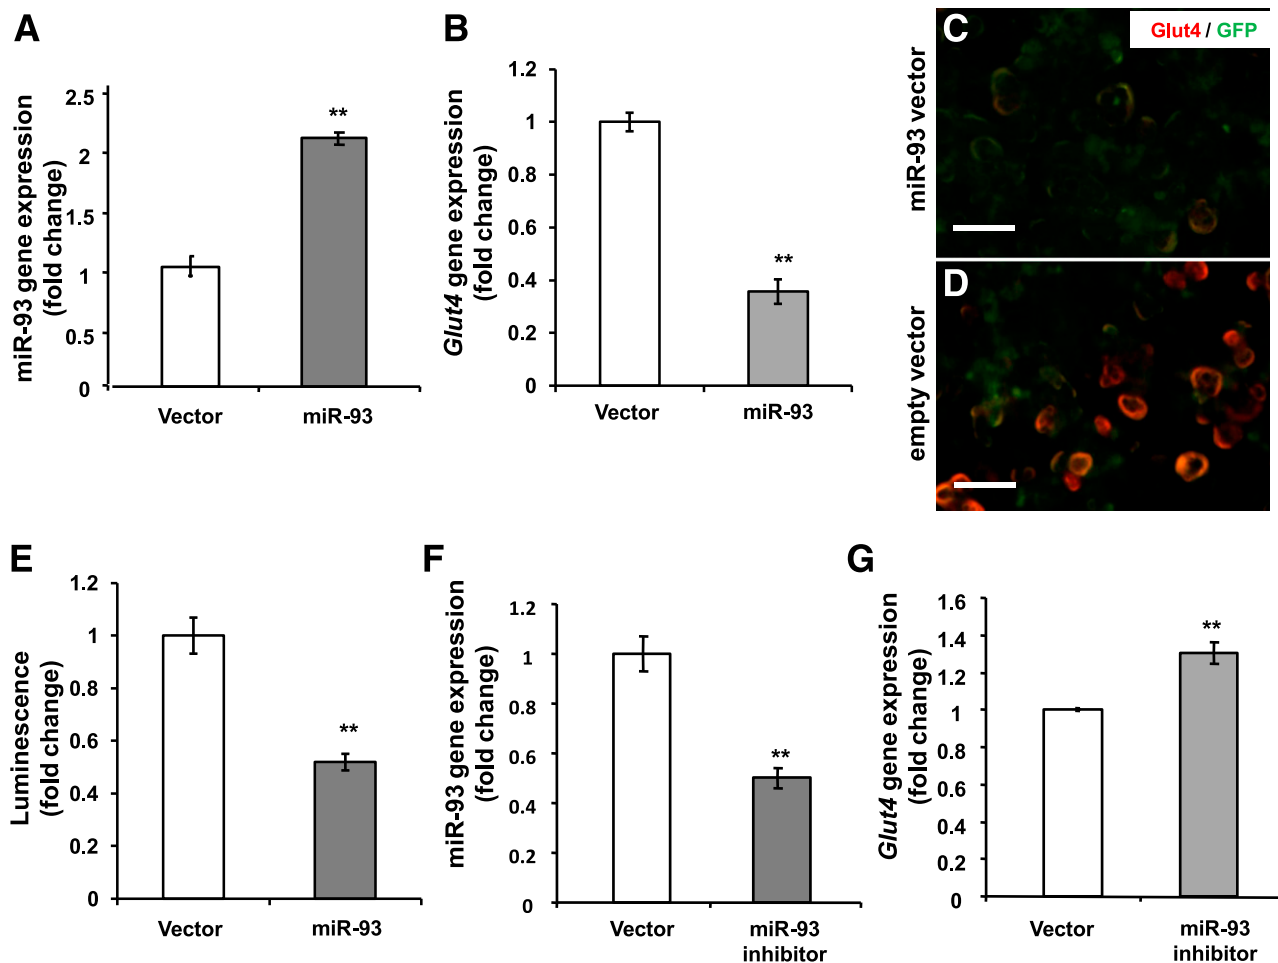 A
miR-93 gene expression
(fold change)
2.5
2
1.5
1
0.5
0
**
Vector
miR-93
B
Glut4 gene expression
(fold change)
1.2
1
0.8
0.6
0.4
0.2
0
**
Vector
miR-93
C
Glut4 / GFP
miR-93 vector
D
empty vector
E
Luminescence
(fold change)
1.2
1
0.8
0.6
0.4
0.2
0
**
Vector
miR-93
F
miR-93 gene expression
(fold change)
1.2
1
0.8
0.6
0.4
0.2
0
**
Vector
miR-93
inhibitor
G
Glut4 gene expression
(fold change)
1.6
1.4
1.2
1
0.8
0.6
0.4
0.2
0
**
Vector
miR-93
inhibitor